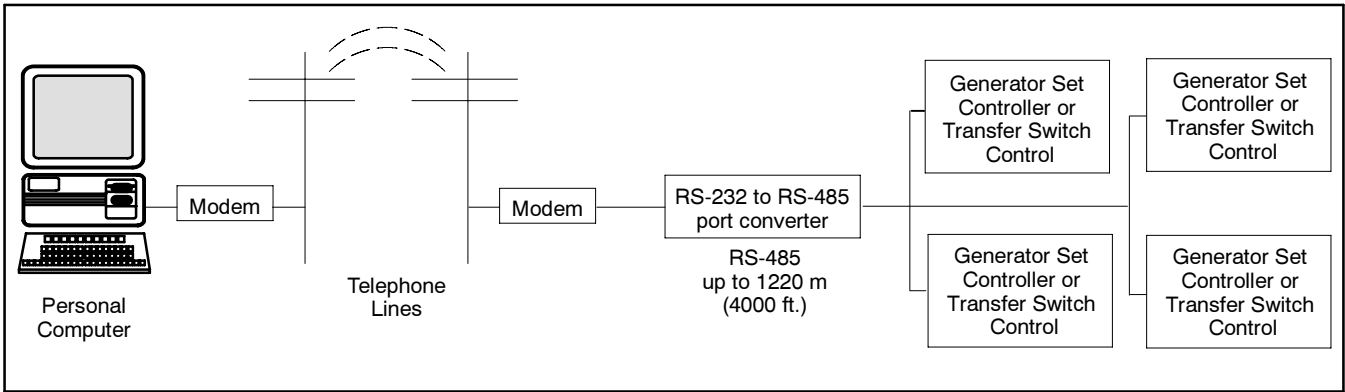 Personal
Computer
Modem
Telephone
Lines
Modem
RS-232 to RS-485
port converter
RS-485
up to 1220 m
(4000 ft.)
Generator Set
Controller or
Transfer Switch
Control
Generator Set
Controller or
Transfer Switch
Control
Generator Set
Controller or
Transfer Switch
Control
Generator Set
Controller or
Transfer Switch
Control